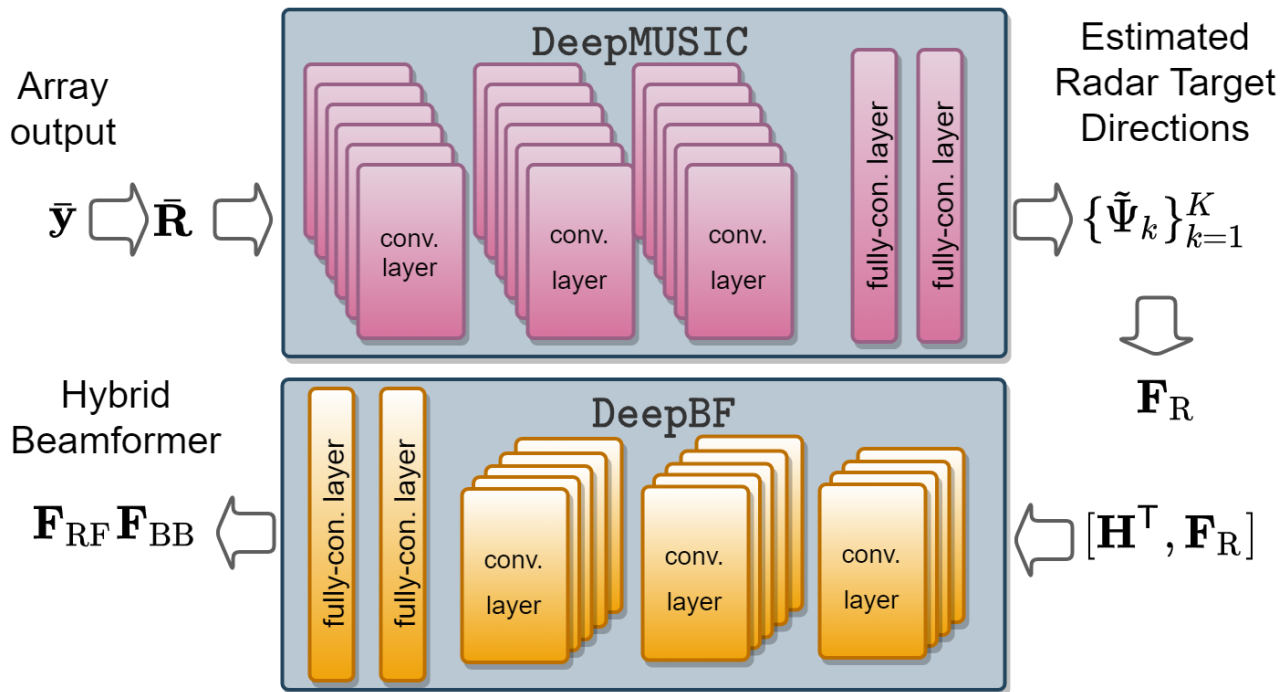 DeepMUSIC
Array
output
ȳ
R̄
conv.
layer
conv.
layer
conv.
layer
fully-con. layer
fully-con. layer
Estimated
Radar Target
Directions
{Ψ̃ₖ}ᴷₖ₌₁
F_R
DeepBF
[Hᵀ, F_R]
conv.
layer
conv.
layer
conv.
layer
fully-con. layer
fully-con. layer
Hybrid
Beamformer
F_RF F_BB